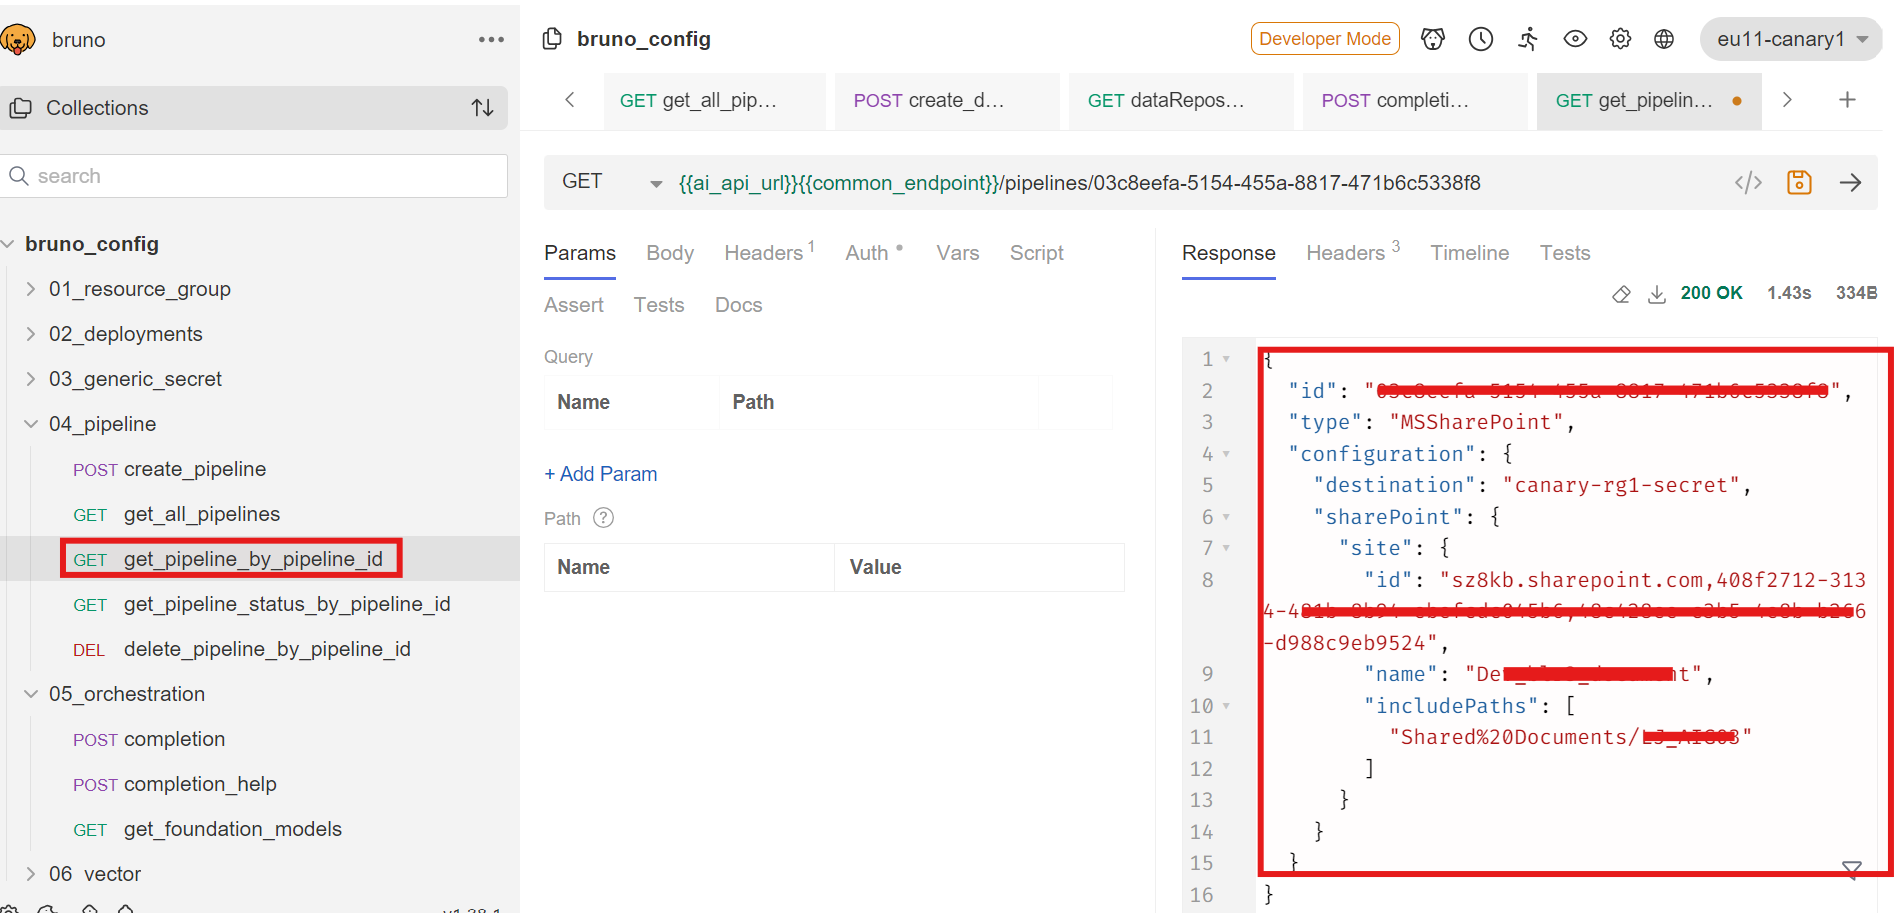 bruno
Collections
search
bruno_config
01_resource_group
02_deployments
03_generic_secret
04_pipeline
POST create_pipeline
GET get_all_pipelines
GET get_pipeline_by_pipeline_id
GET get_pipeline_status_by_pipeline_id
DEL delete_pipeline_by_pipeline_id
05_orchestration
POST completion
POST completion_help
GET get_foundation_models
06 vector
bruno_config
Developer Mode
eu11-canary1
GET get_all_pip...
POST create_d...
GET dataRepos...
POST completi...
GET get_pipelin...
GET {{ai_api_url}}{{common_endpoint}}/pipelines/03c8eefa-5154-455a-8817-471b6c5338f8
Params Body Headers 1 Auth Vars Script
Assert Tests Docs
Query
Name Path
+ Add Param
Path ?
Name Value
Response Headers 3 Timeline Tests
200 OK 1.43s 334B
1 {
2 "id": "",
3 "type": "MSSharePoint",
4 "configuration": {
5 "destination": "canary-rg1-secret",
6 "sharePoint": {
7 "site": {
8 "id": "sz8kb.sharepoint.com,408f2712-313
4-4 6
-d988c9eb9524",
9 "name": "De t",
10 "includePaths": [
11 "Shared%20Documents/"
12 ]
13 }
14 }
15 }
16 }